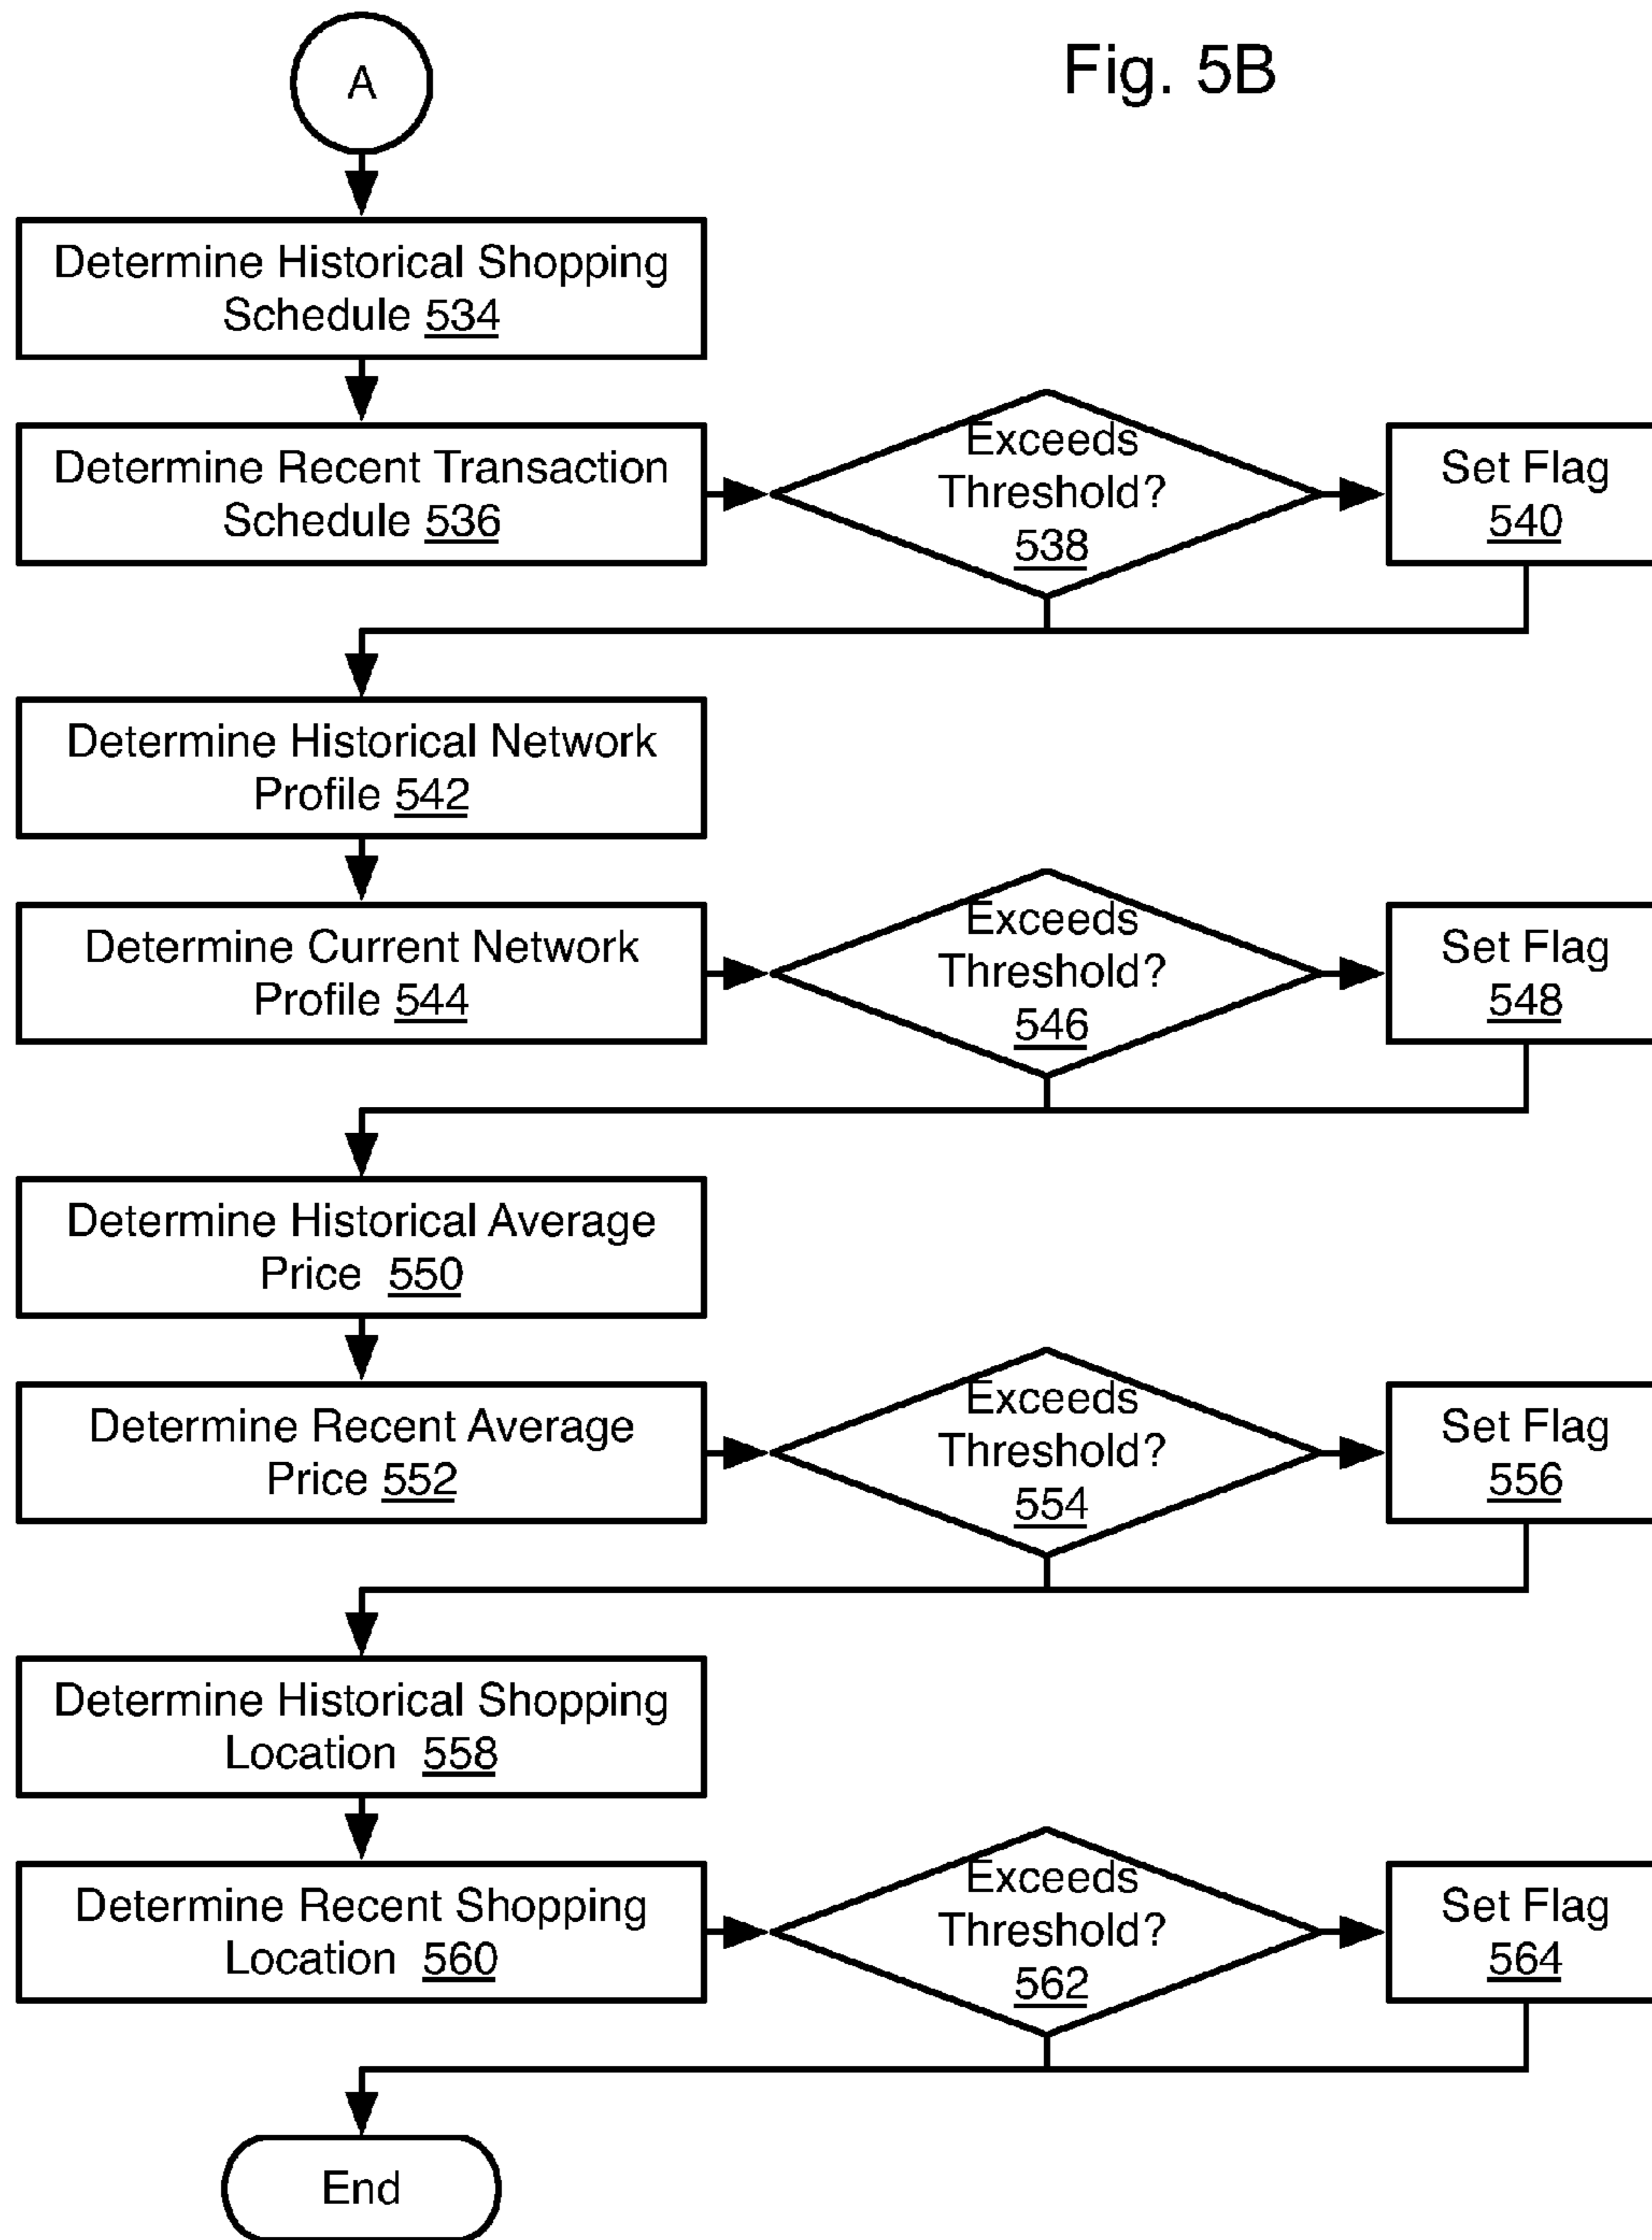 Fig. 5B
A
Determine Historical Shopping
Schedule 534
Determine Recent Transaction
Schedule 536
Exceeds
Threshold?
538
Set Flag
540
Determine Historical Network
Profile 542
Determine Current Network
Profile 544
Exceeds
Threshold?
546
Set Flag
548
Determine Historical Average
Price 550
Determine Recent Average
Price 552
Exceeds
Threshold?
554
Set Flag
556
Determine Historical Shopping
Location 558
Determine Recent Shopping
Location 560
Exceeds
Threshold?
562
Set Flag
564
End